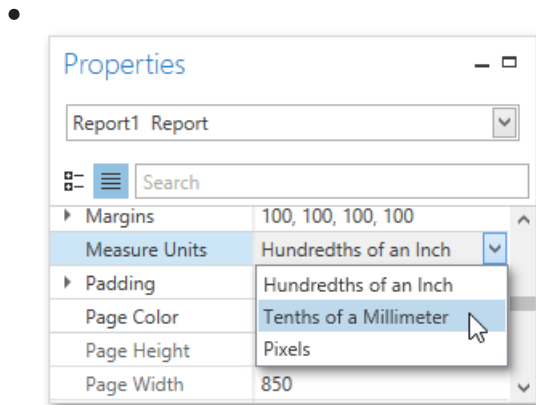 Properties
Report1 Report
Search
Margins 100, 100, 100, 100
Measure Units Hundredths of an Inch
Padding Hundredths of an Inch
Page Color Tenths of a Millimeter
Page Height Pixels
Page Width 850